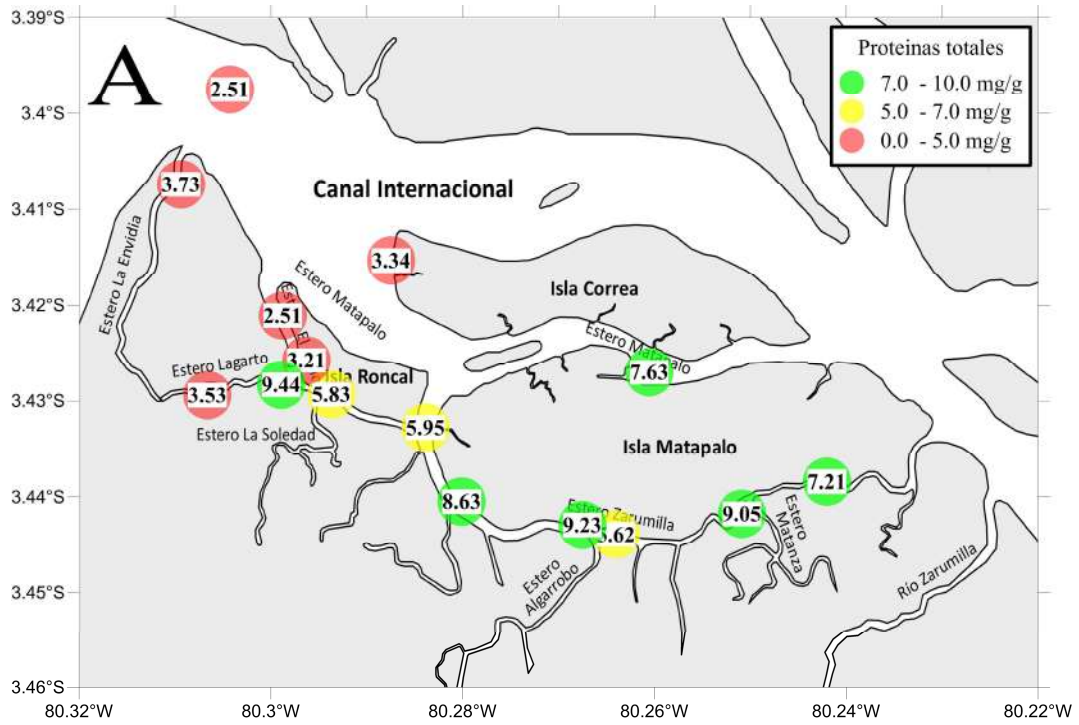 3.39°S
3.4°S
3.41°S
3.42°S
3.43°S
3.44°S
3.45°S
3.46°S
80.32°W
80.3°W
80.28°W
80.26°W
80.24°W
80.22°W
A
Proteinas totales
7.0 - 10.0 mg/g
5.0 - 7.0 mg/g
0.0 - 5.0 mg/g
2.51
3.73
Canal Internacional
Estero La Envidia
3.34
Estero Matapalo
Isla Correa
2.51
Estero Matapalo
3.21
Estero Lagarto
7.63
9.44
Isla Roncal
3.53
5.83
5.95
Estero La Soledad
Isla Matapalo
7.21
8.63
Estero Zarumilla
9.05
9.23
Estero
Matanza
Estero
Algarrobo
Río Zarumilla